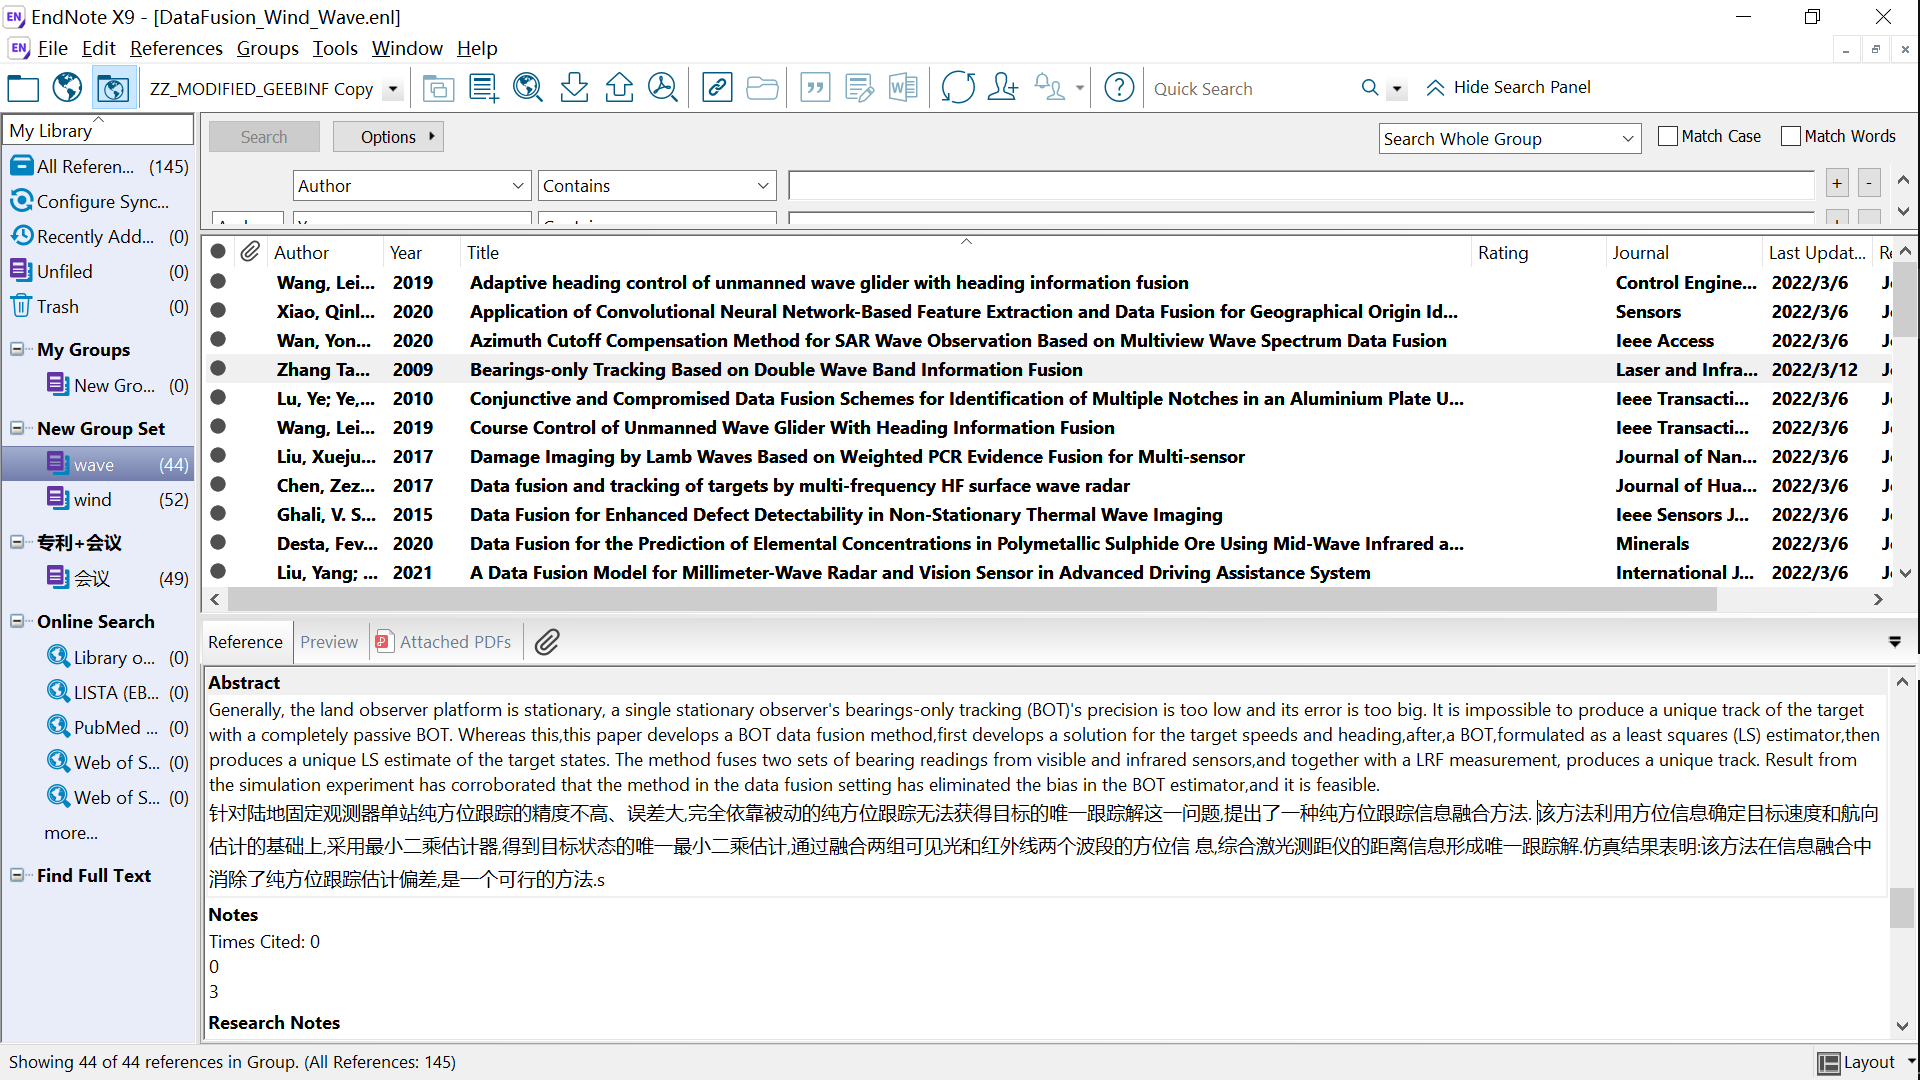 EndNote X9 - [DataFusion_Wind_Wave.enl]
File Edit References Groups Tools Window Help
ZZ_MODIFIED_GEEBINF Copy
Quick Search
Hide Search Panel
My Library
All Referen... (145)
Configure Sync...
Recently Add... (0)
Unfiled (0)
Trash (0)
My Groups
New Gro... (0)
New Group Set
wave (44)
wind (52)
专利+会议
会议 (49)
Online Search
Library o... (0)
LISTA (EB... (0)
PubMed ... (0)
Web of S... (0)
Web of S... (0)
more...
Find Full Text
Search Options Search Whole Group Match Case Match Words
Author Contains + -
Author Year Title Rating Journal Last Updat...
Wang, Lei... 2019 Adaptive heading control of unmanned wave glider with heading information fusion Control Engine... 2022/3/6
Xiao, Qinl... 2020 Application of Convolutional Neural Network-Based Feature Extraction and Data Fusion for Geographical Origin Id... Sensors 2022/3/6
Wan, Yon... 2020 Azimuth Cutoff Compensation Method for SAR Wave Observation Based on Multiview Wave Spectrum Data Fusion Ieee Access 2022/3/6
Zhang Ta... 2009 Bearings-only Tracking Based on Double Wave Band Information Fusion Laser and Infra... 2022/3/12
Lu, Ye; Ye,... 2010 Conjunctive and Compromised Data Fusion Schemes for Identification of Multiple Notches in an Aluminium Plate U... Ieee Transacti... 2022/3/6
Wang, Lei... 2019 Course Control of Unmanned Wave Glider With Heading Information Fusion Ieee Transacti... 2022/3/6
Liu, Xueju... 2017 Damage Imaging by Lamb Waves Based on Weighted PCR Evidence Fusion for Multi-sensor Journal of Nan... 2022/3/6
Chen, Zez... 2017 Data fusion and tracking of targets by multi-frequency HF surface wave radar Journal of Hua... 2022/3/6
Ghali, V. S... 2015 Data Fusion for Enhanced Defect Detectability in Non-Stationary Thermal Wave Imaging Ieee Sensors J... 2022/3/6
Desta, Fev... 2020 Data Fusion for the Prediction of Elemental Concentrations in Polymetallic Sulphide Ore Using Mid-Wave Infrared a... Minerals 2022/3/6
Liu, Yang; ... 2021 A Data Fusion Model for Millimeter-Wave Radar and Vision Sensor in Advanced Driving Assistance System International J... 2022/3/6
Reference Preview Attached PDFs
Abstract
Generally, the land observer platform is stationary, a single stationary observer's bearings-only tracking (BOT)'s precision is too low and its error is too big. It is impossible to produce a unique track of the target
with a completely passive BOT. Whereas this,this paper develops a BOT data fusion method,first develops a solution for the target speeds and heading,after,a BOT,formulated as a least squares (LS) estimator,then
produces a unique LS estimate of the target states. The method fuses two sets of bearing readings from visible and infrared sensors,and together with a LRF measurement, produces a unique track. Result from
the simulation experiment has corroborated that the method in the data fusion setting has eliminated the bias in the BOT estimator,and it is feasible.
针对陆地固定观测器单站纯方位跟踪的精度不高、误差大,完全依靠被动的纯方位跟踪无法获得目标的唯一跟踪解这一问题,提出了一种纯方位跟踪信息融合方法. 该方法利用方位信息确定目标速度和航向
估计的基础上,采用最小二乘估计器,得到目标状态的唯一最小二乘估计,通过融合两组可见光和红外线两个波段的方位信 息,综合激光测距仪的距离信息形成唯一跟踪解.仿真结果表明:该方法在信息融合中
消除了纯方位跟踪估计偏差,是一个可行的方法.s
Notes
Times Cited: 0
0
3
Research Notes
Showing 44 of 44 references in Group. (All References: 145)
Layout